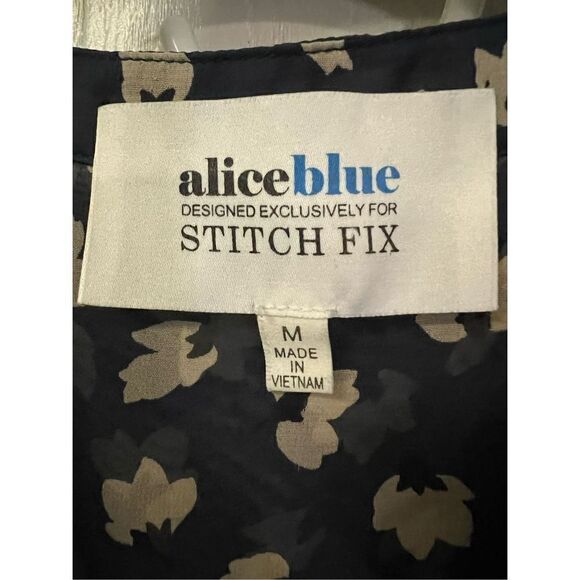 aliceblue
DESIGNED EXCLUSIVELY FOR
STITCH FIX
M
MADE
IN
VIETNAM